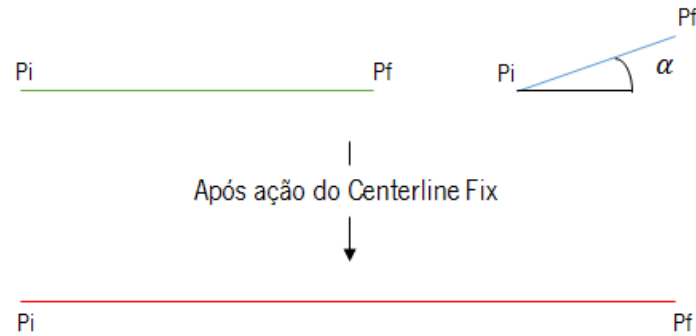 Pf
Pi Pf Pi α
Após ação do Centerline Fix
Pi Pf